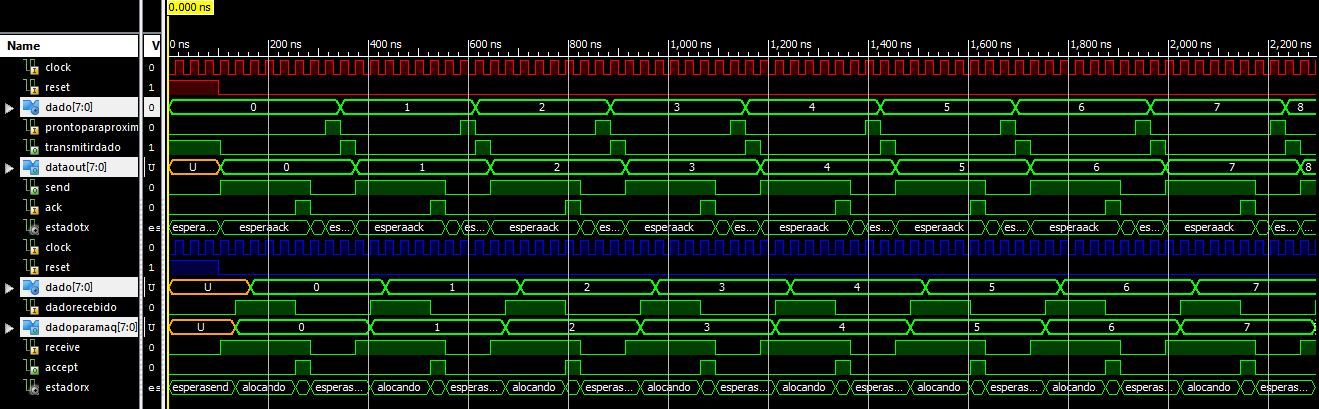 0.000 ns
Name V 0 ns 200 ns 400 ns 600 ns 800 ns 1,000 ns 1,200 ns 1,400 ns 1,600 ns 1,800 ns 2,000 ns 2,200 ns
clock 0
reset 1
dado[7:0] 0 0 1 2 3 4 5 6 7 8
prontoparaproxim 0
transmitirdado 1
dataout[7:0] U U 0 1 2 3 4 5 6 7 8
send 0
ack 0
estadotx es espera... esperaack es... esperaack es... esperaack es... esperaack es... esperaack es... esperaack es... esperaack es... esperaack es...
clock 0
reset 1
dado[7:0] U U 0 1 2 3 4 5 6 7
dadorecebido 0
dadoparamaq[7:0] U U 0 1 2 3 4 5 6 7
receive 0
accept 0
estadorx es esperasend alocando esperas... alocando esperas... alocando esperas... alocando esperas... alocando esperas... alocando esperas... alocando esperas... alocando esperas...